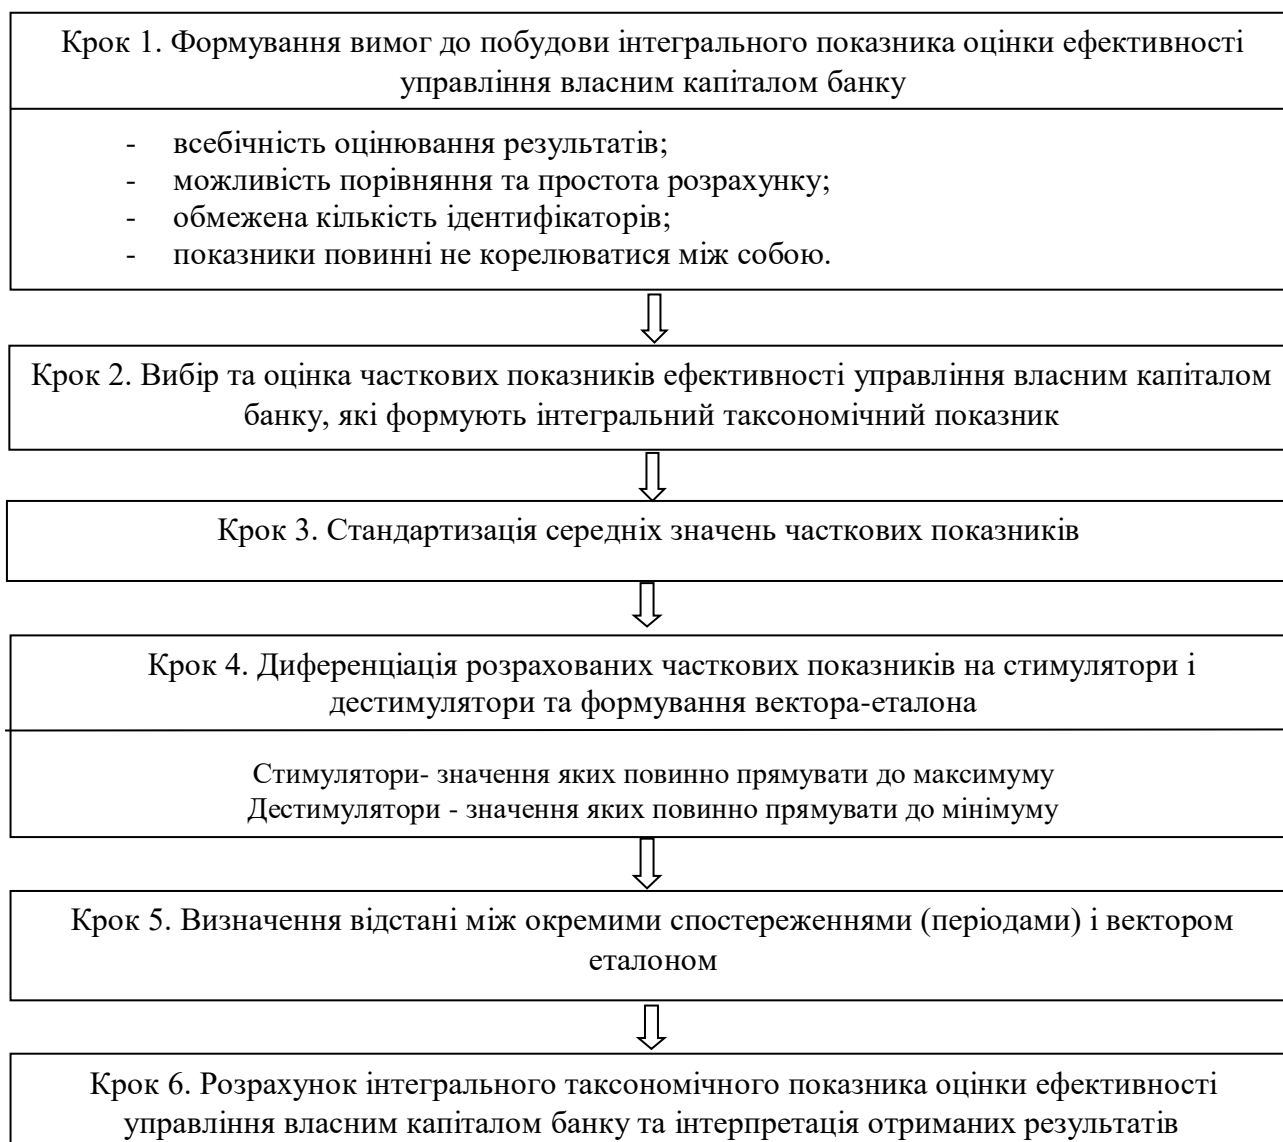 Крок 1. Формування вимог до побудови інтегрального показника оцінки ефективності
управління власним капіталом банку
- всебічність оцінювання результатів;
- можливість порівняння та простота розрахунку;
- обмежена кількість ідентифікаторів;
- показники повинні не корелюватися між собою.
Крок 2. Вибір та оцінка часткових показників ефективності управління власним капіталом
банку, які формують інтегральний таксономічний показник
Крок 3. Стандартизація середніх значень часткових показників
Крок 4. Диференціація розрахованих часткових показників на стимулятори і
дестимулятори та формування вектора-еталона
Стимулятори- значення яких повинно прямувати до максимуму
Дестимулятори - значення яких повинно прямувати до мінімуму
Крок 5. Визначення відстані між окремими спостереженнями (періодами) і вектором
еталоном
Крок 6. Розрахунок інтегрального таксономічного показника оцінки ефективності
управління власним капіталом банку та інтерпретація отриманих результатів